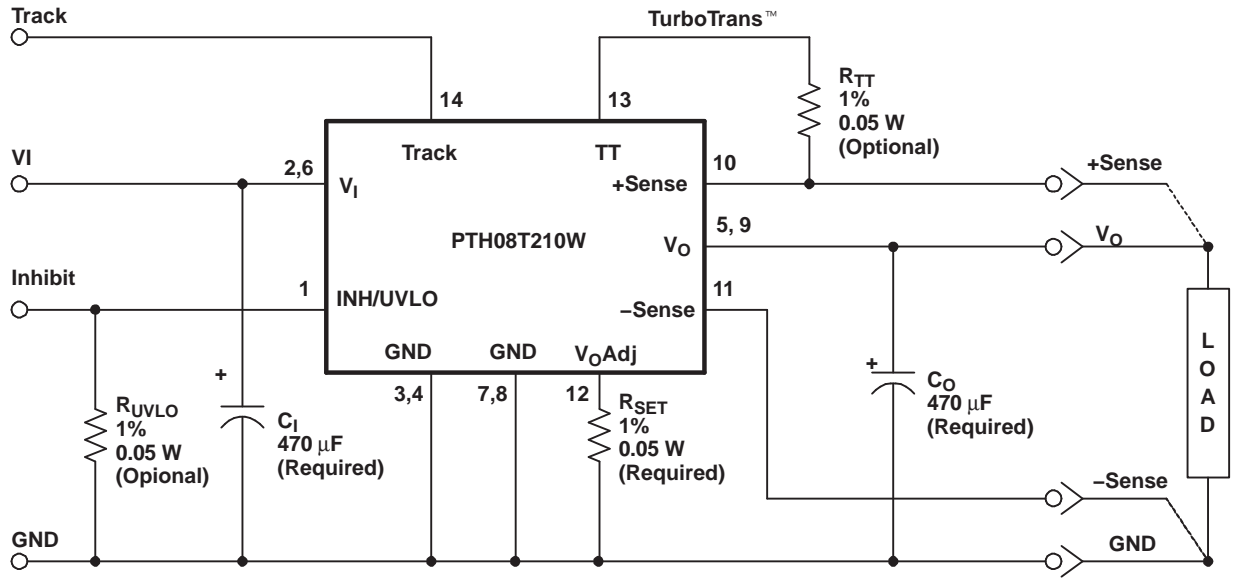 Track
TurboTrans™
14
13
RTT
1%
0.05 W
(Optional)
VI
2,6
Track
TT
10
+Sense
VI
+Sense
5, 9
VO
PTH08T210W
VO
Inhibit
1
INH/UVLO
11
−Sense
GND
GND
VOAdj
3,4
7,8
12
+
+
RUVLO
1%
0.05 W
(Opional)
CI
470 μF
(Required)
RSET
1%
0.05 W
(Required)
CO
470 μF
(Required)
L
O
A
D
−Sense
GND
GND